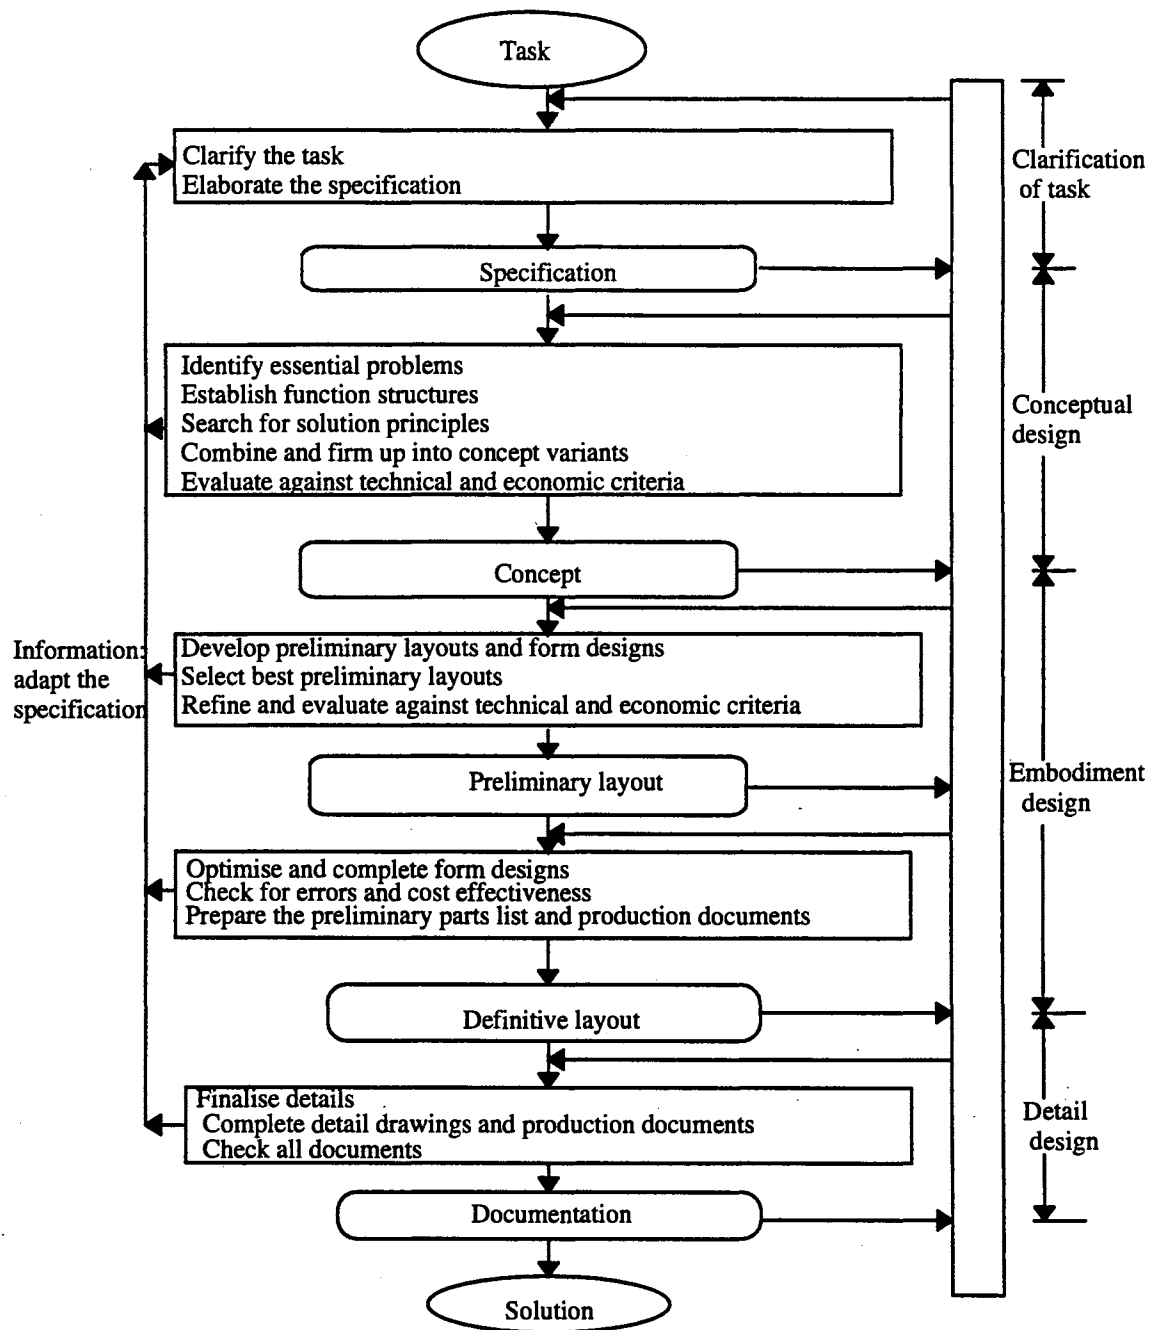 Task
Clarify the task
Elaborate the specification
Clarification
of task
Specification
Identify essential problems
Establish function structures
Search for solution principles
Combine and firm up into concept variants
Evaluate against technical and economic criteria
Conceptual
design
Concept
Information:
adapt the
specification
Develop preliminary layouts and form designs
Select best preliminary layouts
Refine and evaluate against technical and economic criteria
Preliminary layout
Embodiment
design
Optimise and complete form designs
Check for errors and cost effectiveness
Prepare the preliminary parts list and production documents
Definitive layout
Finalise details
Complete detail drawings and production documents
Check all documents
Detail
design
Documentation
Solution